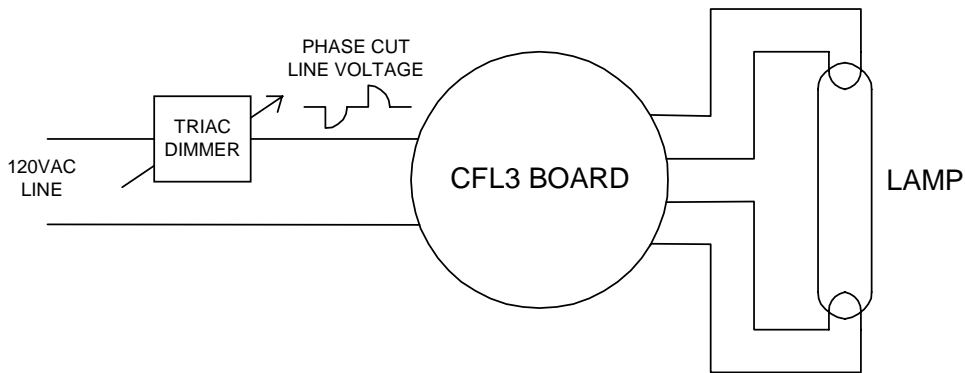 PHASE CUT
LINE VOLTAGE
TRIAC
DIMMER
120VAC
LINE
CFL3 BOARD
LAMP